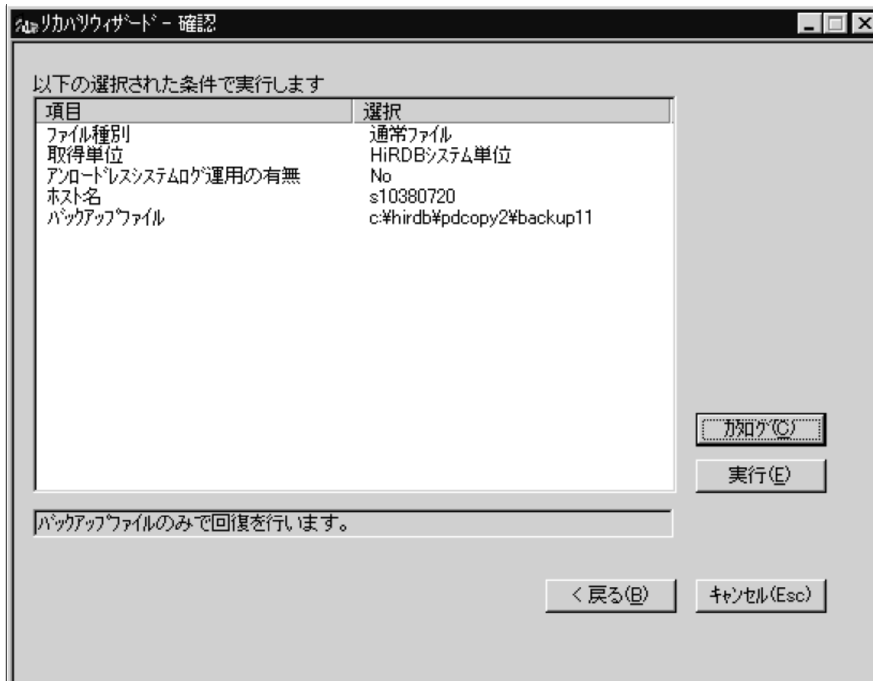 リカバリウィザード - 確認
以下の選択された条件で実行します
項目 選択
ファイル種別 通常ファイル
取得単位 HiRDBシステム単位
アンロードレスシステムログ運用の有無 No
ホスト名 s10380720
バックアップファイル c:¥hirdb¥pdcopy2¥backup11
カタログ(C)
実行(E)
バックアップファイルのみで回復を行います。
< 戻る(B) キャンセル(Esc)